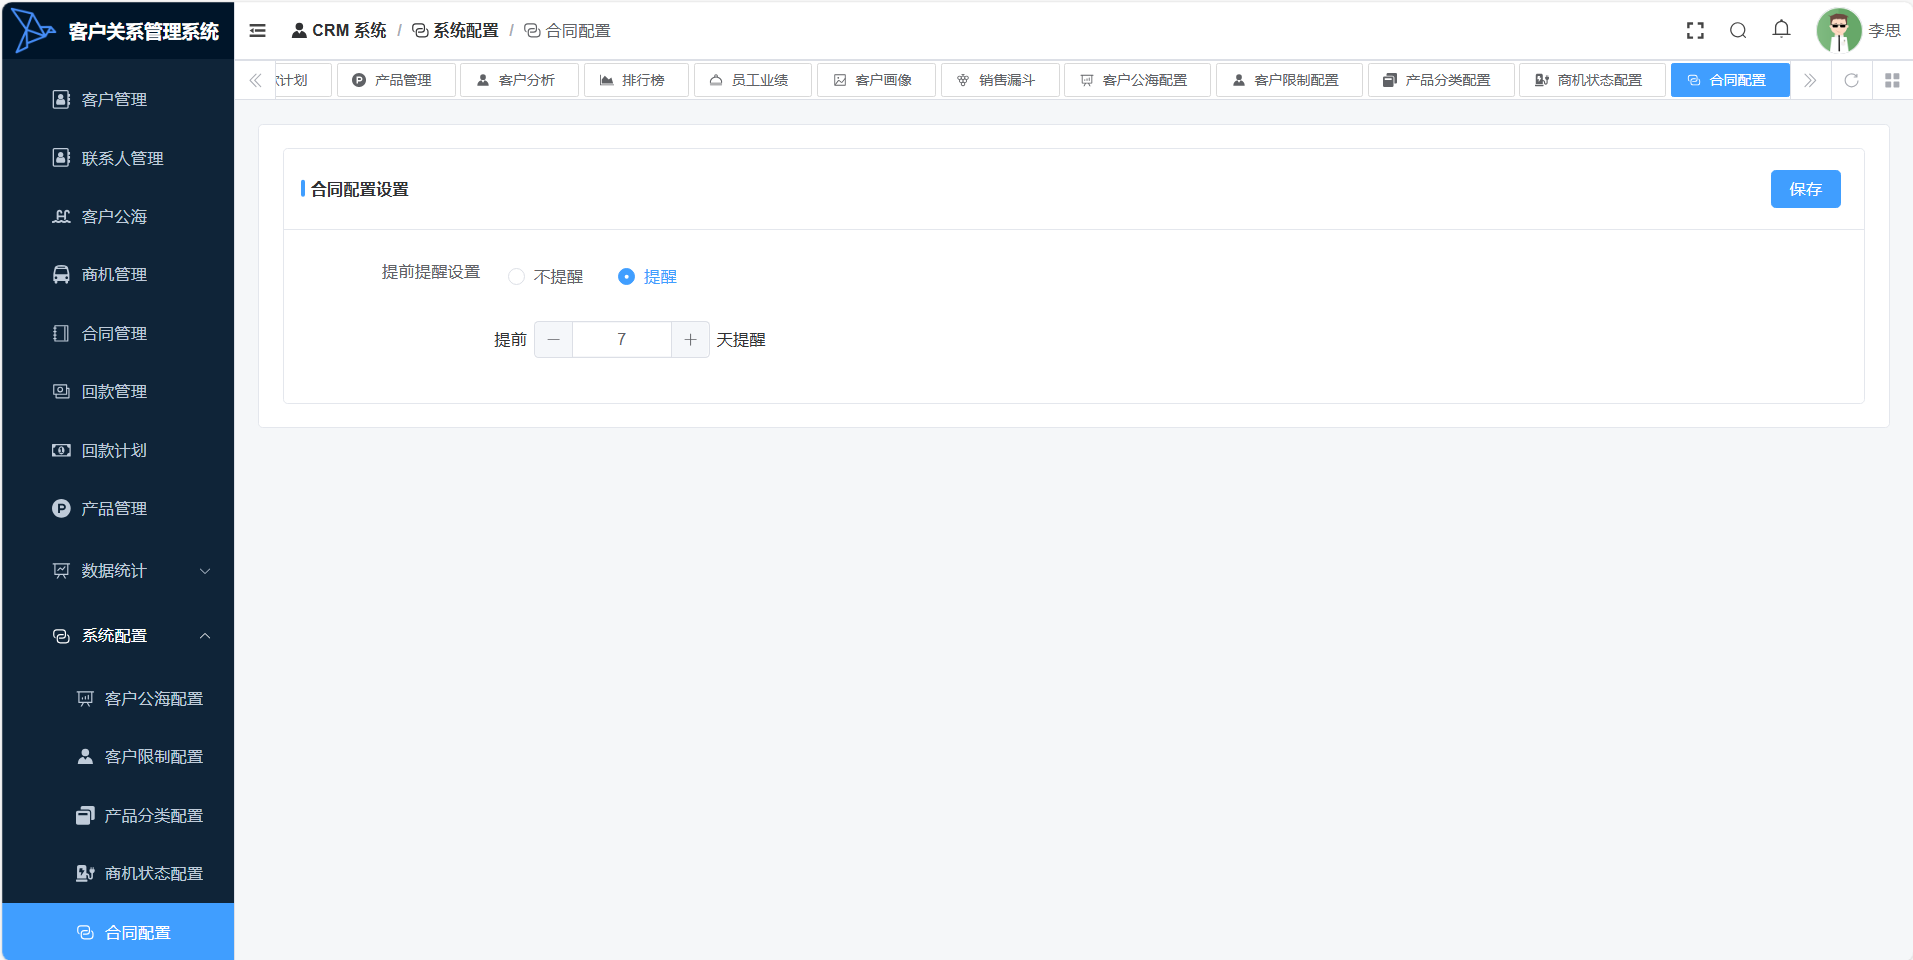 客户关系管理系统
CRM 系统 / 系统配置 / 合同配置
李思
计划
产品管理
客户分析
排行榜
员工业绩
客户画像
销售漏斗
客户公海配置
客户限制配置
产品分类配置
商机状态配置
合同配置
客户管理
联系人管理
客户公海
商机管理
合同管理
回款管理
回款计划
产品管理
数据统计
系统配置
客户公海配置
客户限制配置
产品分类配置
商机状态配置
合同配置
合同配置设置
保存
提前提醒设置 不提醒 提醒
提前 7 天提醒